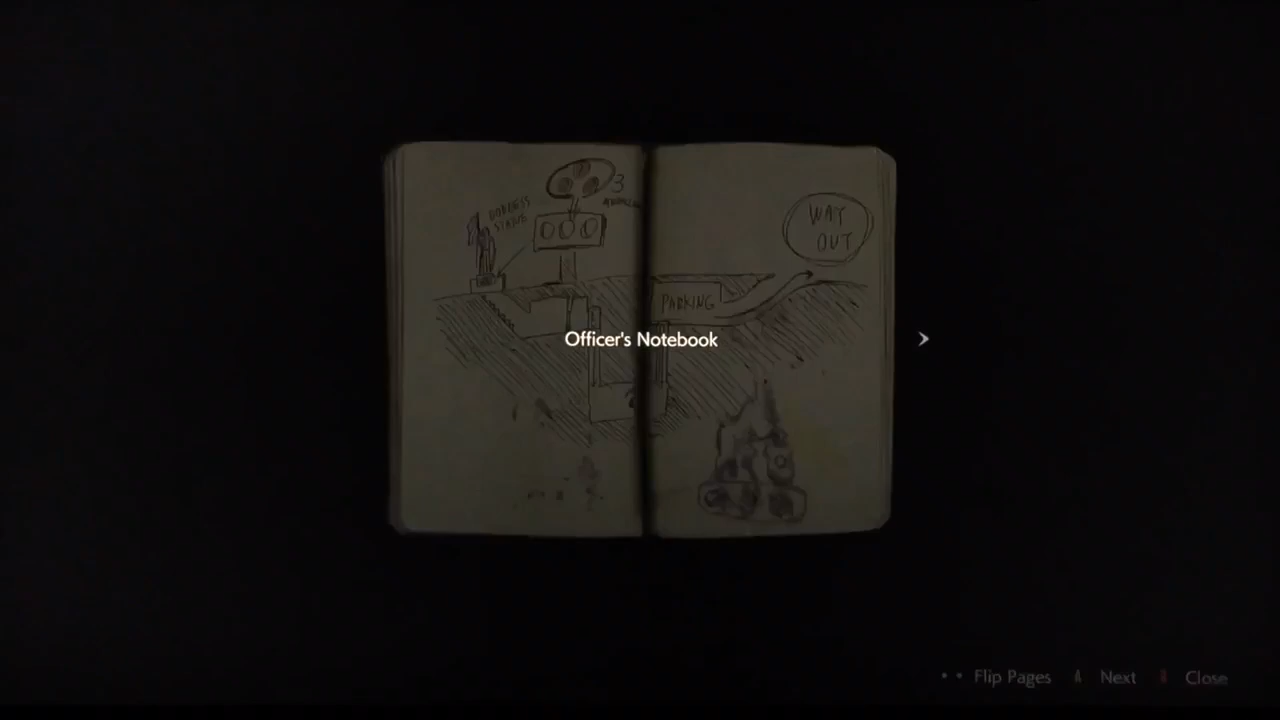 3
GODDESS
STATUE
WAY
OUT
PARKING
Officer's Notebook
Flip Pages
A Next
B Close